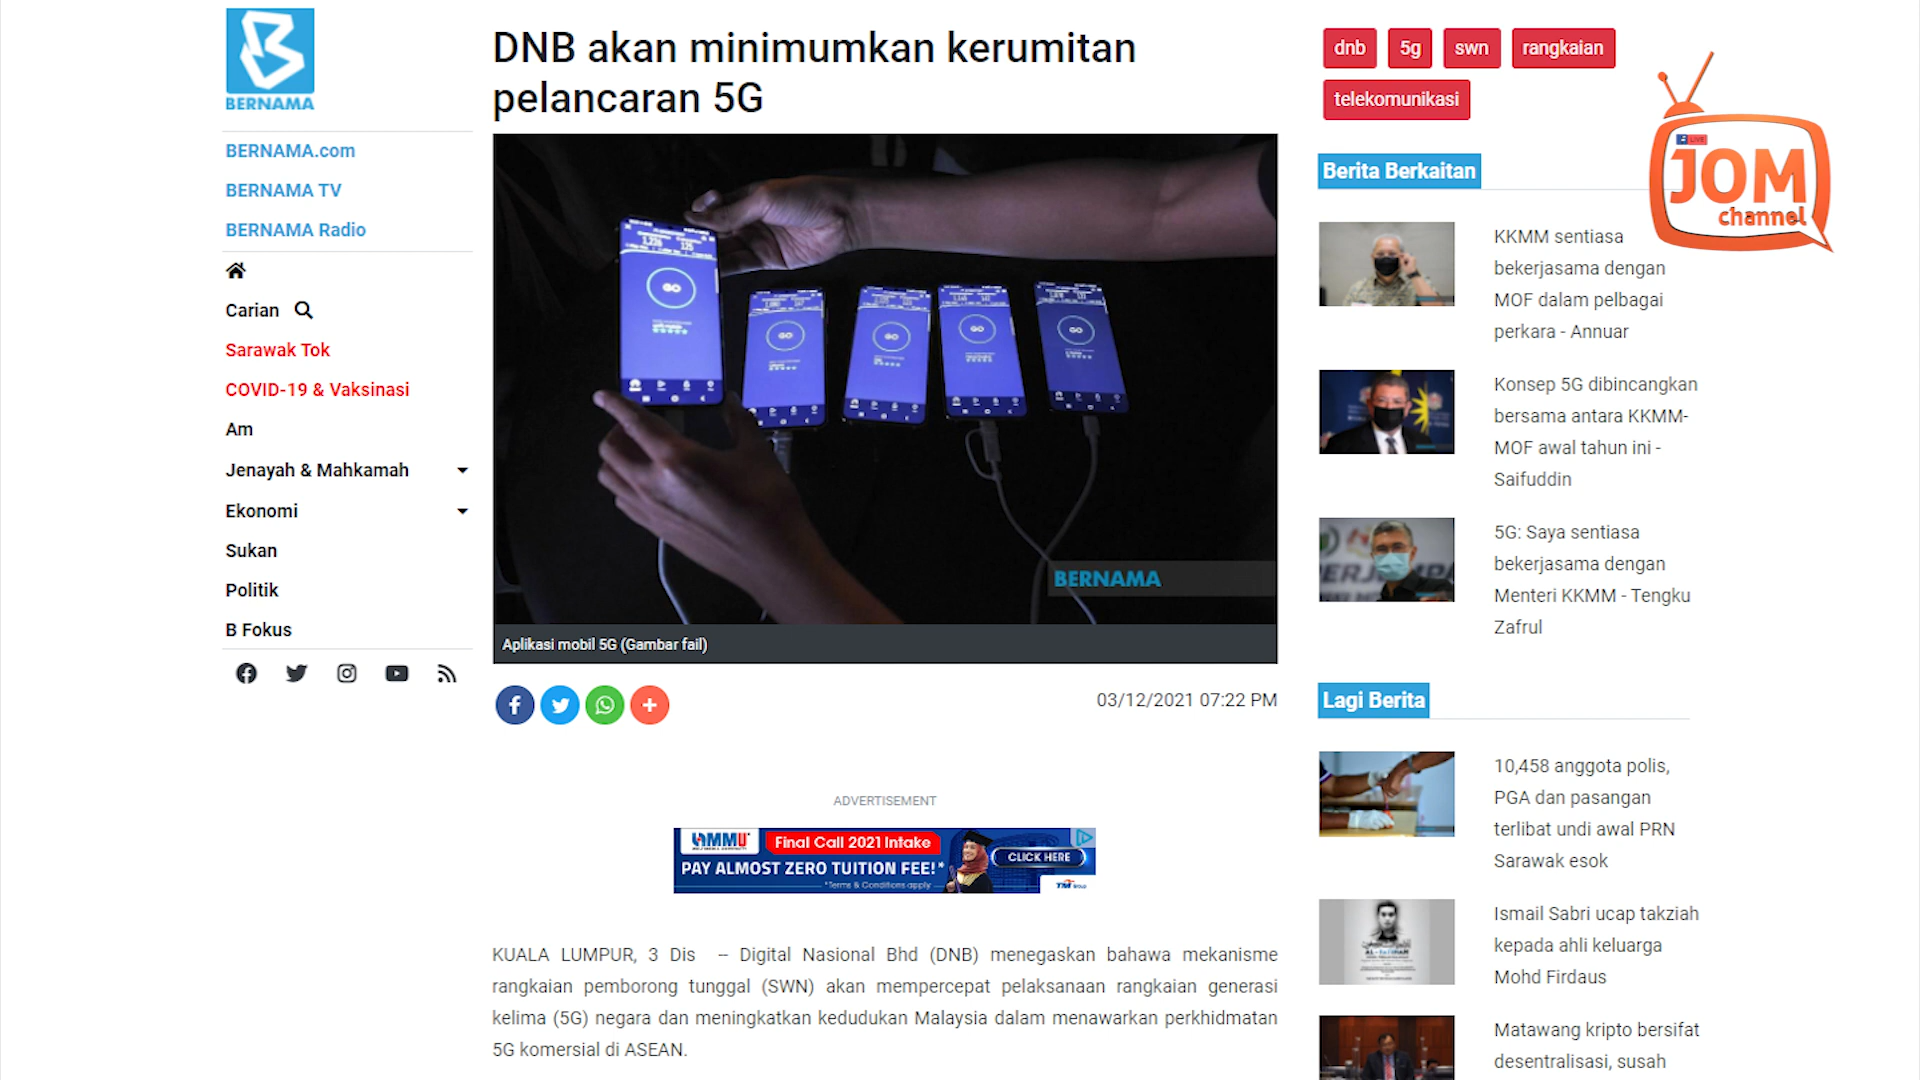 BERNAMA
BERNAMA.com
BERNAMA TV
BERNAMA Radio
Carian
Sarawak Tok
COVID-19 & Vaksinasi
Am
Jenayah & Mahkamah
Ekonomi
Sukan
Politik
B Fokus
DNB akan minimumkan kerumitan
pelancaran 5G
GO
GO
GO
GO
GO
BERNAMA
Aplikasi mobil 5G (Gambar fail)
03/12/2021 07:22 PM
ADVERTISEMENT
MMU
Final Call 2021 Intake
PAY ALMOST ZERO TUITION FEE!*
*Terms & Conditions apply
CLICK HERE
TM Group
KUALA LUMPUR, 3 Dis -- Digital Nasional Bhd (DNB) menegaskan bahawa mekanisme
rangkaian pemborong tunggal (SWN) akan mempercepat pelaksanaan rangkaian generasi
kelima (5G) negara dan meningkatkan kedudukan Malaysia dalam menawarkan perkhidmatan
5G komersial di ASEAN.
dnb
5g
swn
rangkaian
telekomunikasi
LIVE
JOM
channel
Berita Berkaitan
KKMM sentiasa
bekerjasama dengan
MOF dalam pelbagai
perkara - Annuar
Konsep 5G dibincangkan
bersama antara KKMM-
MOF awal tahun ini -
Saifuddin
5G: Saya sentiasa
bekerjasama dengan
Menteri KKMM - Tengku
Zafrul
Lagi Berita
10,458 anggota polis,
PGA dan pasangan
terlibat undi awal PRN
Sarawak esok
Ismail Sabri ucap takziah
kepada ahli keluarga
Mohd Firdaus
Matawang kripto bersifat
desentralisasi, susah